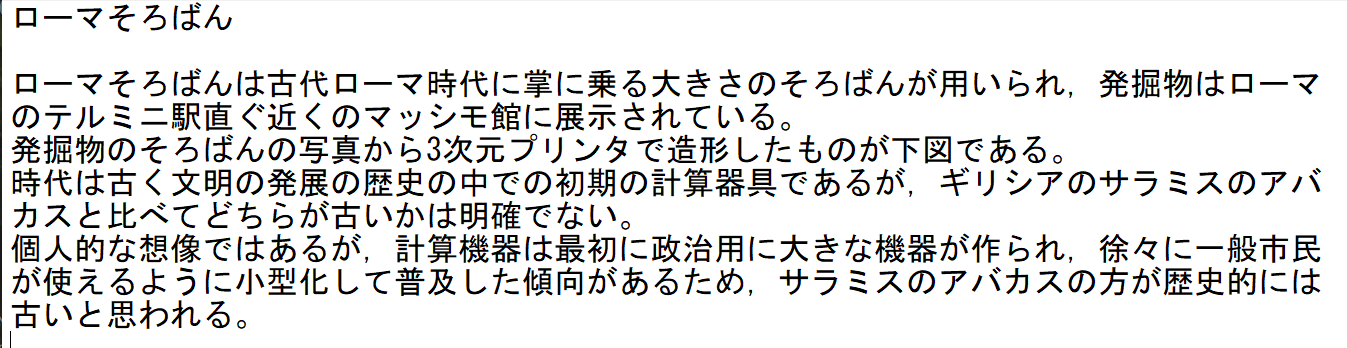 ローマそろばん
ローマそろばんは古代ローマ時代に掌に乗る大きさのそろばんが用いられ，発掘物はローマ
のテルミニ駅直ぐ近くのマッシモ館に展示されている。
発掘物のそろばんの写真から3次元プリンタで造形したものが下図である。
時代は古く文明の発展の歴史の中での初期の計算器具であるが，ギリシアのサラミスのアバ
カスと比べてどちらが古いかは明確でない。
個人的な想像ではあるが，計算機器は最初に政治用に大きな機器が作られ，徐々に一般市民
が使えるように小型化して普及した傾向があるため，サラミスのアバカスの方が歴史的には
古いと思われる。